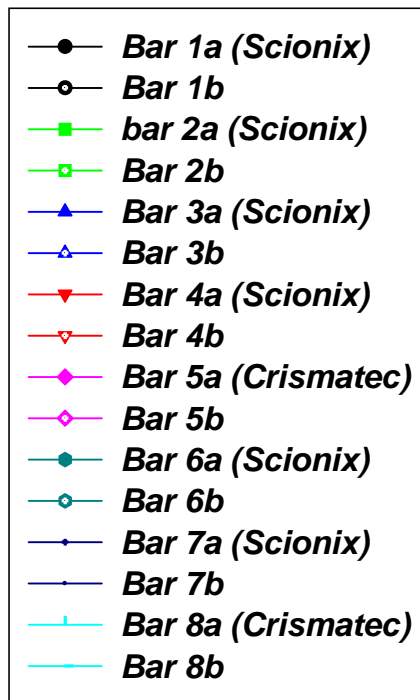 Bar 1a (Scionix)
Bar 1b
bar 2a (Scionix)
Bar 2b
Bar 3a (Scionix)
Bar 3b
Bar 4a (Scionix)
Bar 4b
Bar 5a (Crismatec)
Bar 5b
Bar 6a (Scionix)
Bar 6b
Bar 7a (Scionix)
Bar 7b
Bar 8a (Crismatec)
Bar 8b